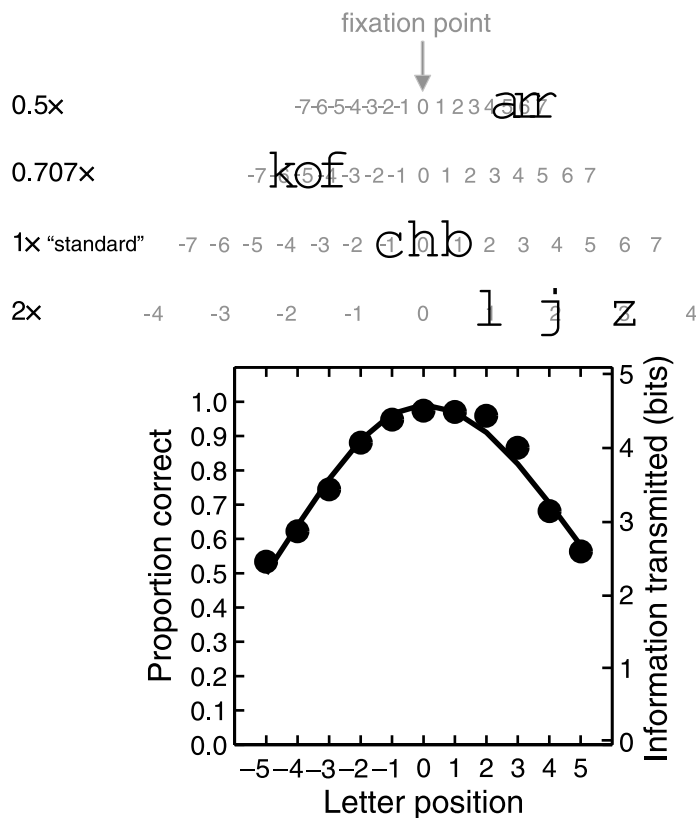 fixation point
0.5× -7-6-5-4-3-2-1 0 1 2 3 4 5 6 7 arr
0.707× -7 -6 -5 -4 -3 -2 -1 0 1 2 3 4 5 6 7 kof
1× "standard" -7 -6 -5 -4 -3 -2 -1 0 1 2 3 4 5 6 7 chb
2× -4 -3 -2 -1 0 1 2 3 4 l j z
Proportion correct
1.0
0.9
0.8
0.7
0.6
0.5
0.4
0.3
0.2
0.1
0.0
5
4
3
2
1
0
Information transmitted (bits)
−5 −4 −3 −2 −1 0 1 2 3 4 5
Letter position